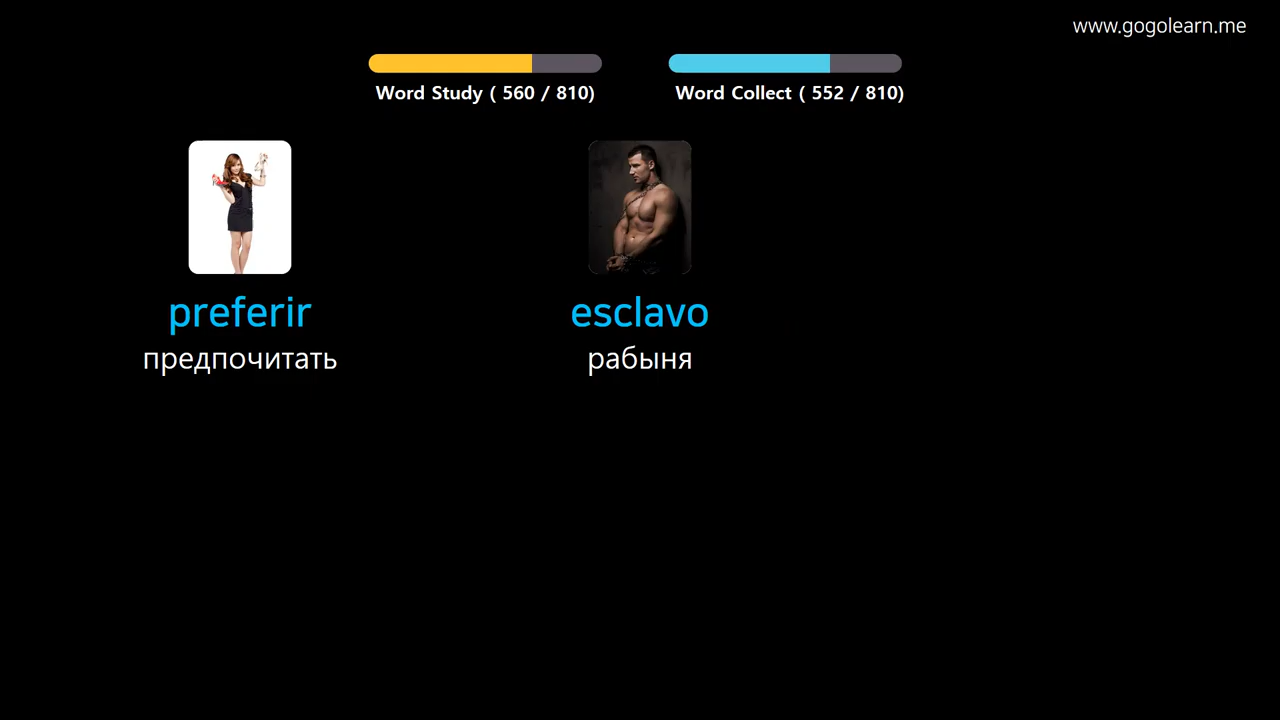 www.gogolearn.me
Word Study ( 560 / 810)
Word Collect ( 552 / 810)
preferir
предпочитать
esclavo
рабыня